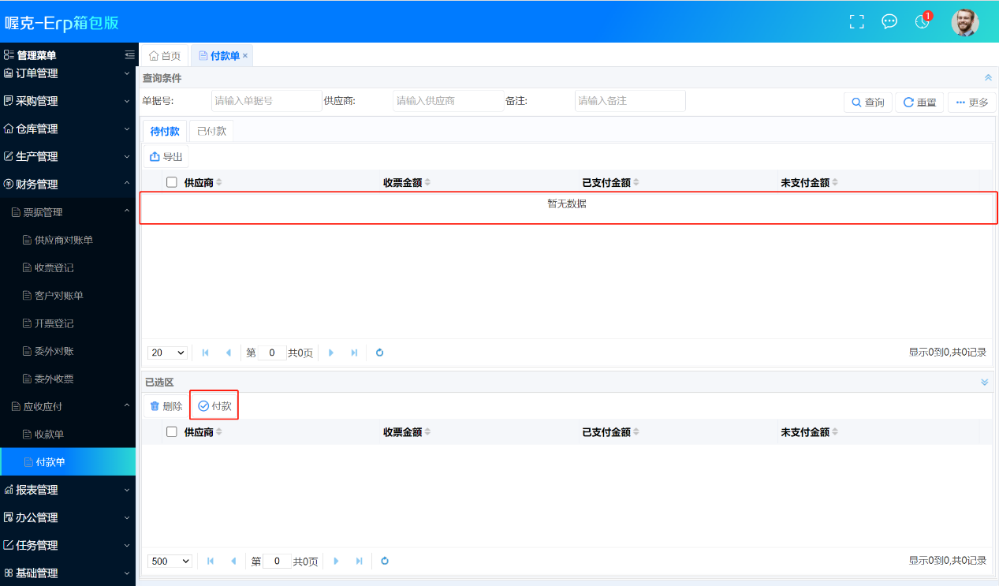 喔克-Erp箱包版
1
管理菜单
订单管理
采购管理
仓库管理
生产管理
财务管理
票据管理
供应商对账单
收票登记
客户对账单
开票登记
委外对账
委外收票
应收应付
收款单
付款单
报表管理
办公管理
任务管理
基础管理
首页 付款单 ×
查询条件
单据号: 请输入单据号 供应商: 请输入供应商 备注: 请输入备注 查询 重置 更多
待付款 已付款
导出
供应商 收票金额 已支付金额 未支付金额
暂无数据
20 第 0 共0页 显示0到0,共0记录
已选区
删除 付款
供应商 收票金额 已支付金额 未支付金额
500 第 0 共0页 显示0到0,共0记录